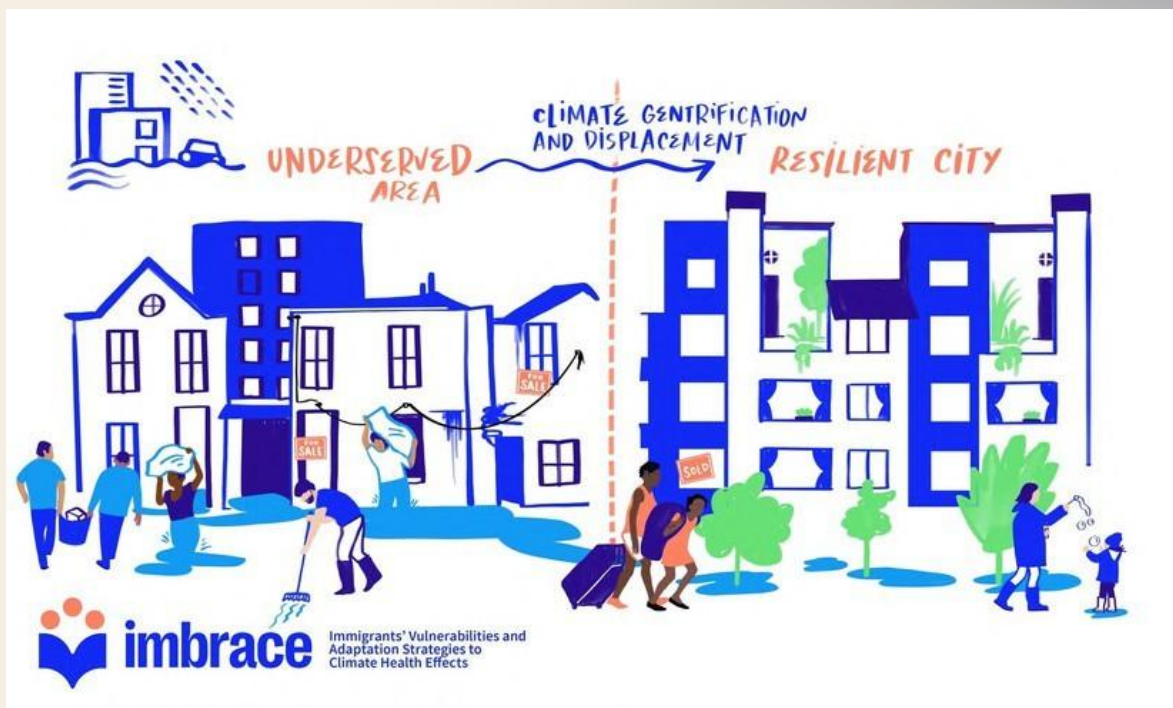 CLIMATE GENTRIFICATION
AND DISPLACEMENT
UNDERSERVED
AREA
RESILIENT CITY
FOR
SALE
FOR
SALE
SOLD
imbrace
Immigrants' Vulnerabilities and
Adaptation Strategies to
Climate Health Effects